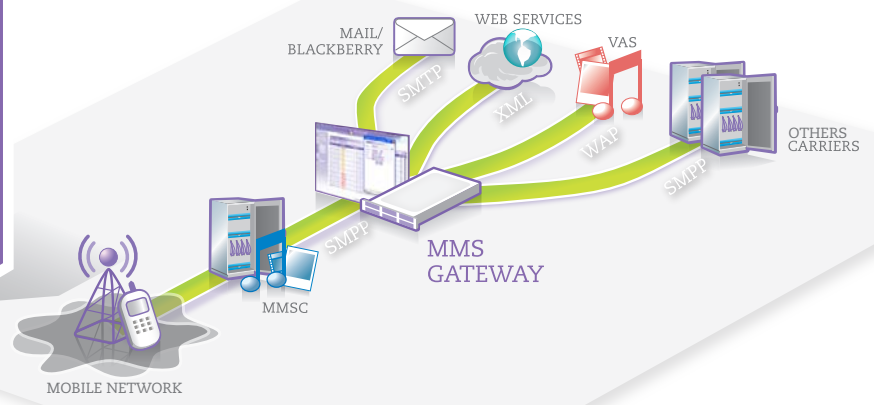 WEB SERVICES
MAIL/
BLACKBERRY
VAS
SMTP
XML
WAP
OTHERS
CARRIERS
SMPP
SMPP
MMS
GATEWAY
MMSC
MOBILE NETWORK